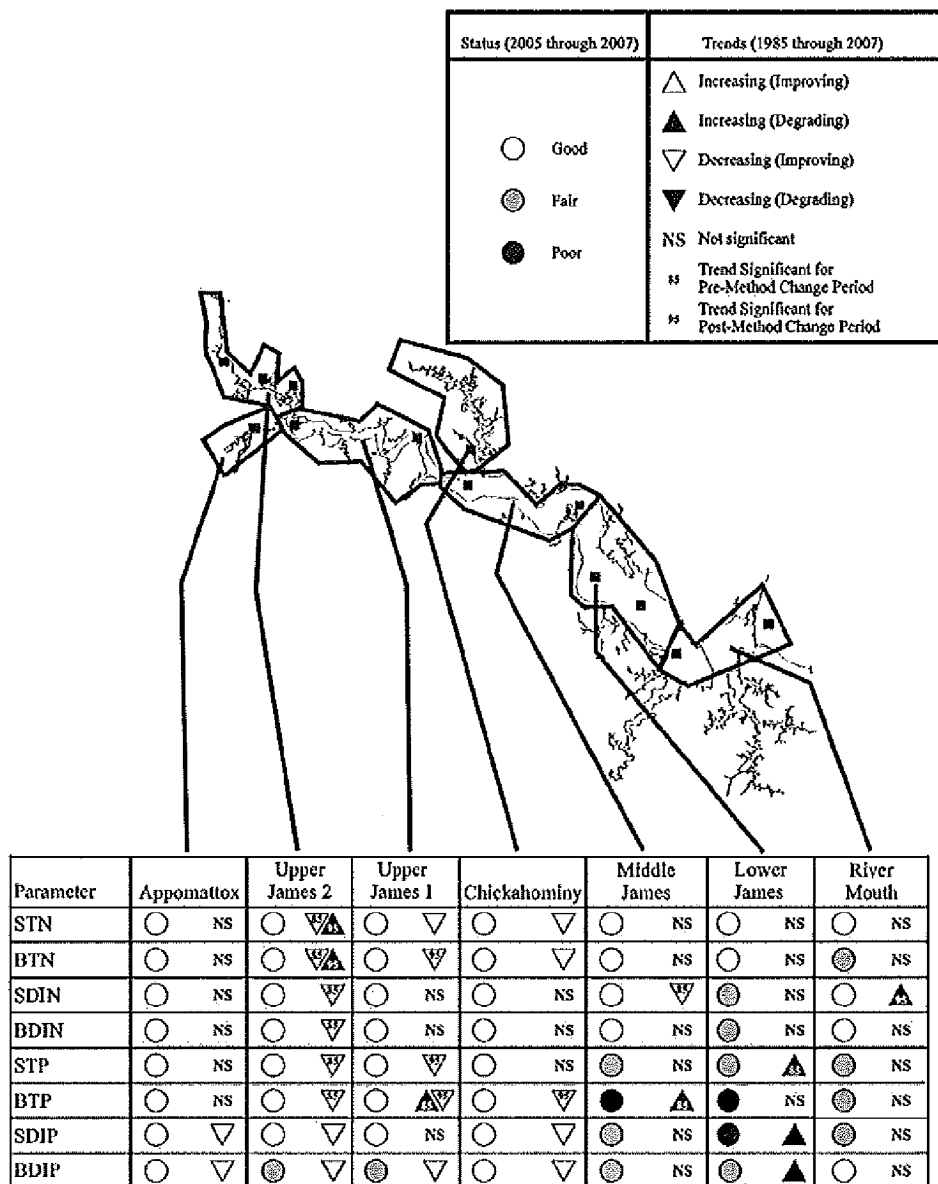 Status (2005 through 2007) Trends (1985 through 2007)
Increasing (Improving)
Increasing (Degrading)
Good Decreasing (Improving)
Fair Decreasing (Degrading)
Poor NS Not significant
Trend Significant for
Pre-Method Change Period
Trend Significant for
Post-Method Change Period
Parameter Appomattox Upper James 2 Upper James 1 Chickahominy Middle James Lower James River Mouth
STN NS NS NS NS
BTN NS NS NS NS
SDIN NS NS NS NS
BDIN NS NS NS NS NS NS
STP NS NS NS NS
BTP NS NS NS
SDIP NS NS NS
BDIP NS NS